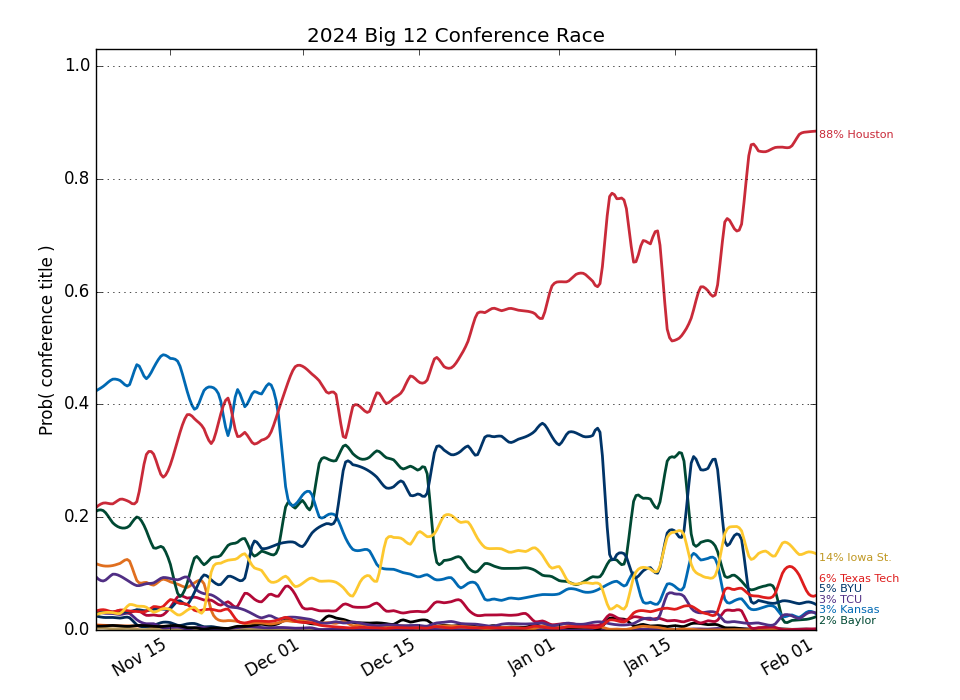 2024 Big 12 Conference Race
Prob( conference title )
1.0
0.8
0.6
0.4
0.2
0.0
Nov 15
Dec 01
Dec 15
Jan 01
Jan 15
Feb 01
88% Houston
14% Iowa St.
6% Texas Tech
5% BYU
3% TCU
3% Kansas
2% Baylor